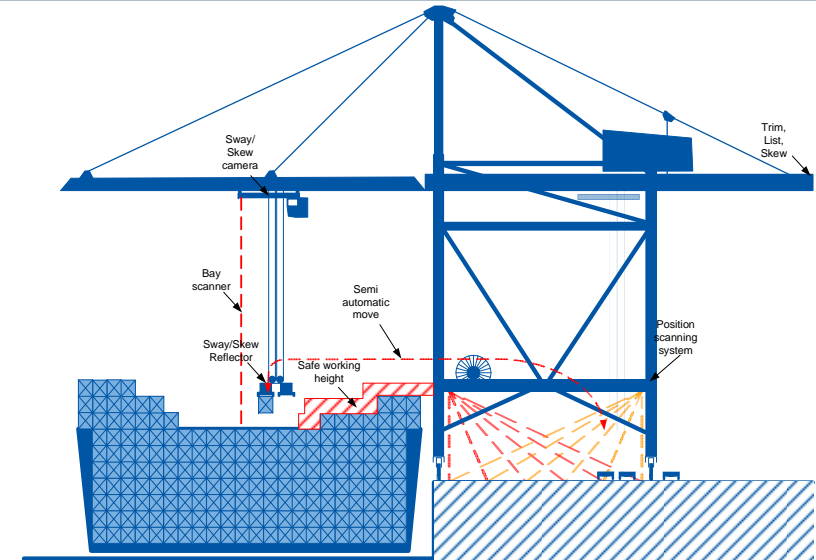 Trim,
List,
Skew
Sway/
Skew
camera
Bay
scanner
Semi
automatic
move
Position
scanning
system
Sway/Skew
Reflector
Safe working
height